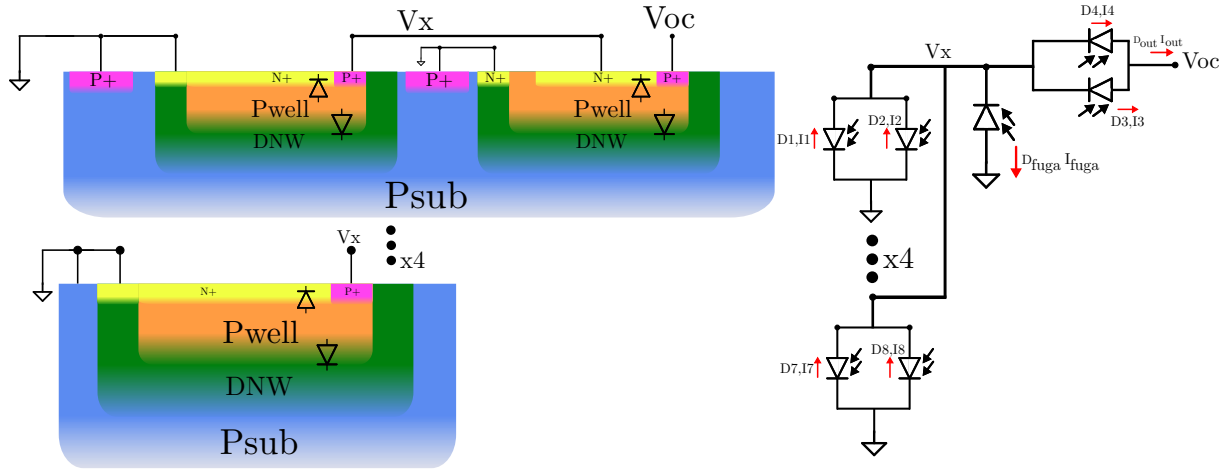 Vx
Voc
P+
N+
P+
P+
N+
N+
P+
Pwell
Pwell
DNW
DNW
Psub
x4
Vx
N+
P+
Pwell
DNW
Psub
D4,I4
Dout Iout
Vx
Voc
D3,I3
D1,I1
D2,I2
Dfuga Ifuga
x4
D7,I7
D8,I8